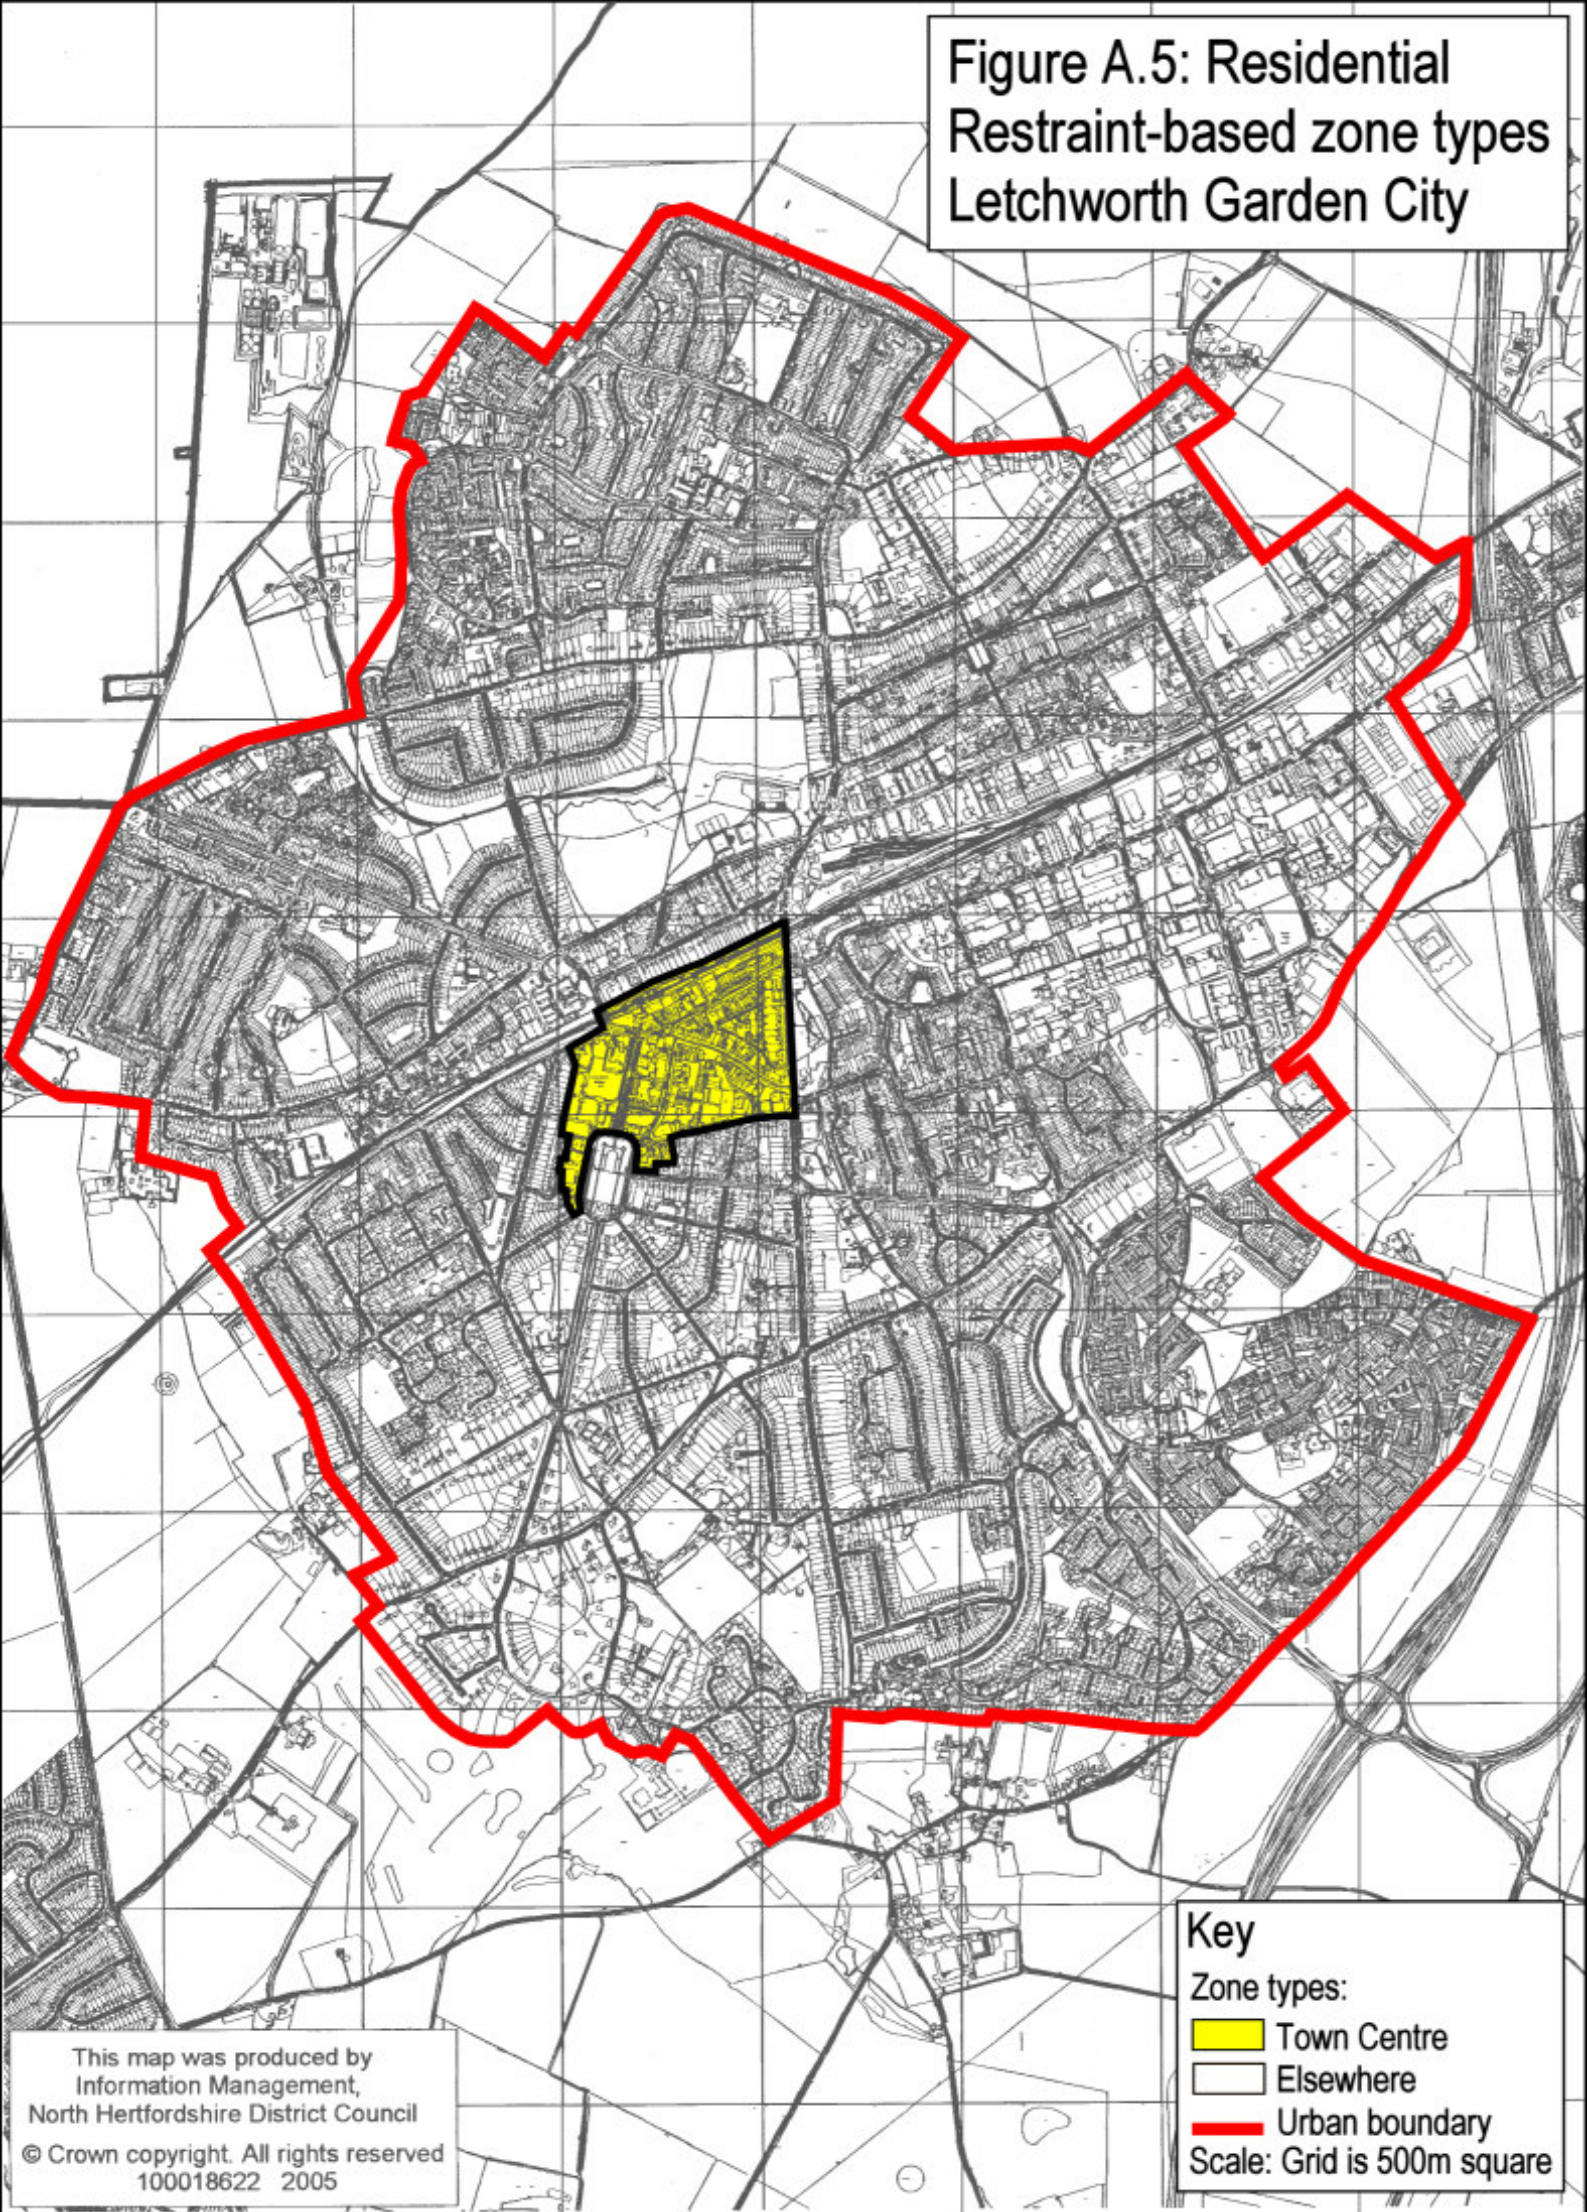 Figure A.5: Residential
Restraint-based zone types
Letchworth Garden City
Key
Zone types:
Town Centre
Elsewhere
Urban boundary
Scale: Grid is 500m square
This map was produced by
Information Management,
North Hertfordshire District Council
© Crown copyright. All rights reserved
100018622 2005